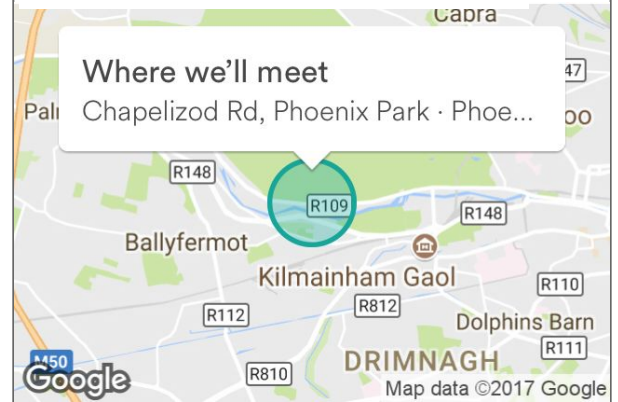 Cabra
Where we'll meet
47
Chapelizod Rd, Phoenix Park · Phoe...
R148
R109
R148
Ballyfermot
Kilmainham Gaol
R110
R812
R112
Dolphins Barn
R111
M50
DRIMNAGH
R810
Google
Map data ©2017 Google